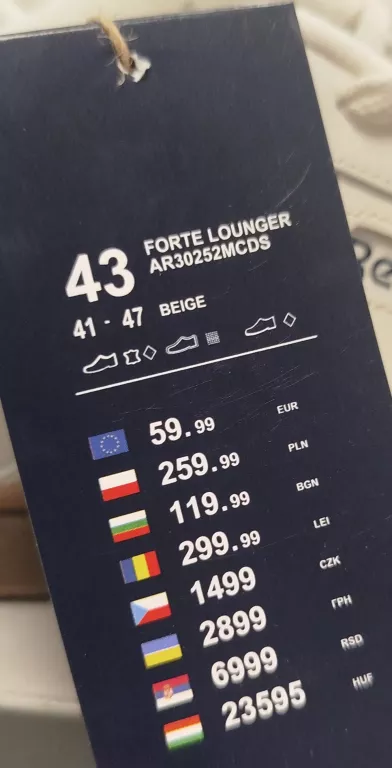 43 FORTE LOUNGER
AR30252MCDS
41 - 47 BEIGE
59.99 EUR
259.99 PLN
119.99 BGN
299.99 LEI
1499 CZK
2899 ГРН
6999 RSD
23595 HUF